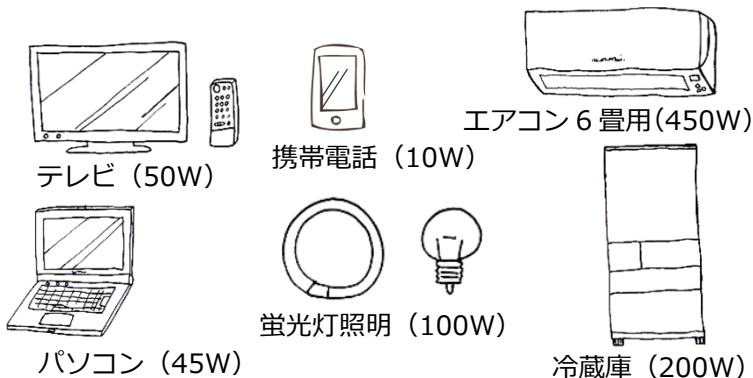 エアコン６畳用(450W)
テレビ（50W）
携帯電話（10W）
パソコン（45W）
蛍光灯照明（100W）
冷蔵庫（200W）